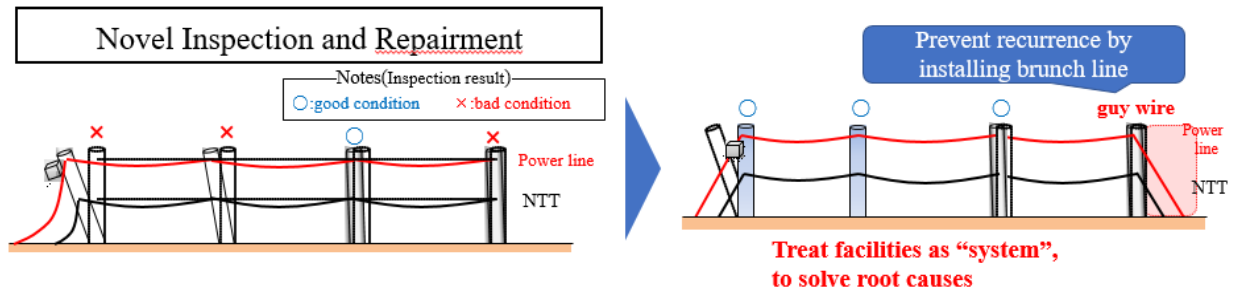 Novel Inspection and Repairment
Notes(Inspection result)
○:good condition ×:bad condition
× × ○ ×
Power line
NTT
Prevent recurrence by
installing brunch line
○ ○ ○
guy wire
Power
line
NTT
Treat facilities as “system”,
to solve root causes